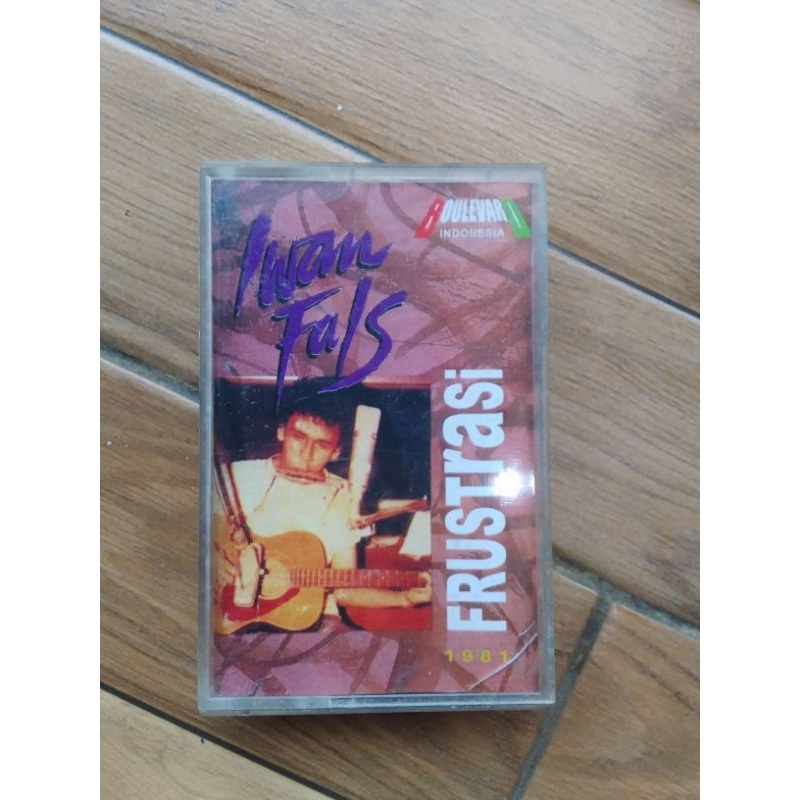 Iwan
Fals
BOULEVARD
INDONESIA
FRUSTrasi
1981